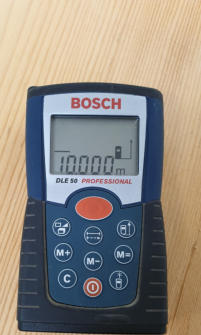 BOSCH
10.000m
DLE 50 PROFESSIONAL
M+ M- M=
C